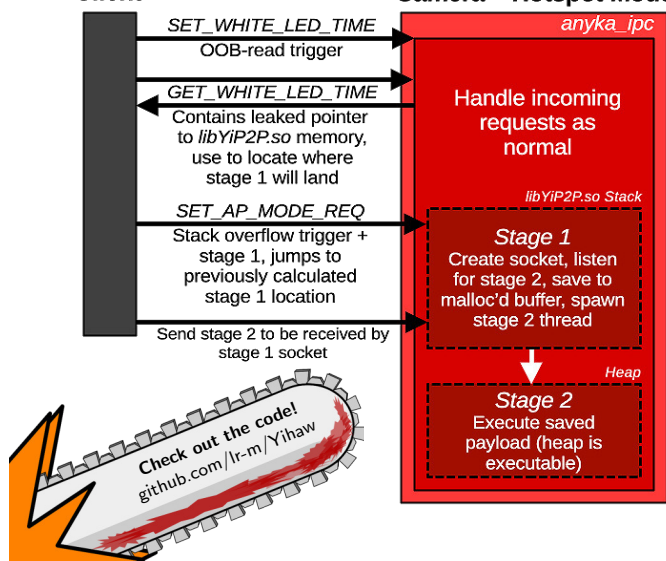 SET_WHITE_LED_TIME
OOB-read trigger
GET_WHITE_LED_TIME
Contains leaked pointer
to libYiP2P.so memory,
use to locate where
stage 1 will land
SET_AP_MODE_REQ
Stack overflow trigger +
stage 1, jumps to
previously calculated
stage 1 location
Send stage 2 to be received by
stage 1 socket
anyka_ipc
Handle incoming
requests as
normal
libYiP2P.so Stack
Stage 1
Create socket, listen
for stage 2, save to
malloc'd buffer, spawn
stage 2 thread
Heap
Stage 2
Execute saved
payload (heap is
executable)
Check out the code!
github.com/lr-m/Yihaw